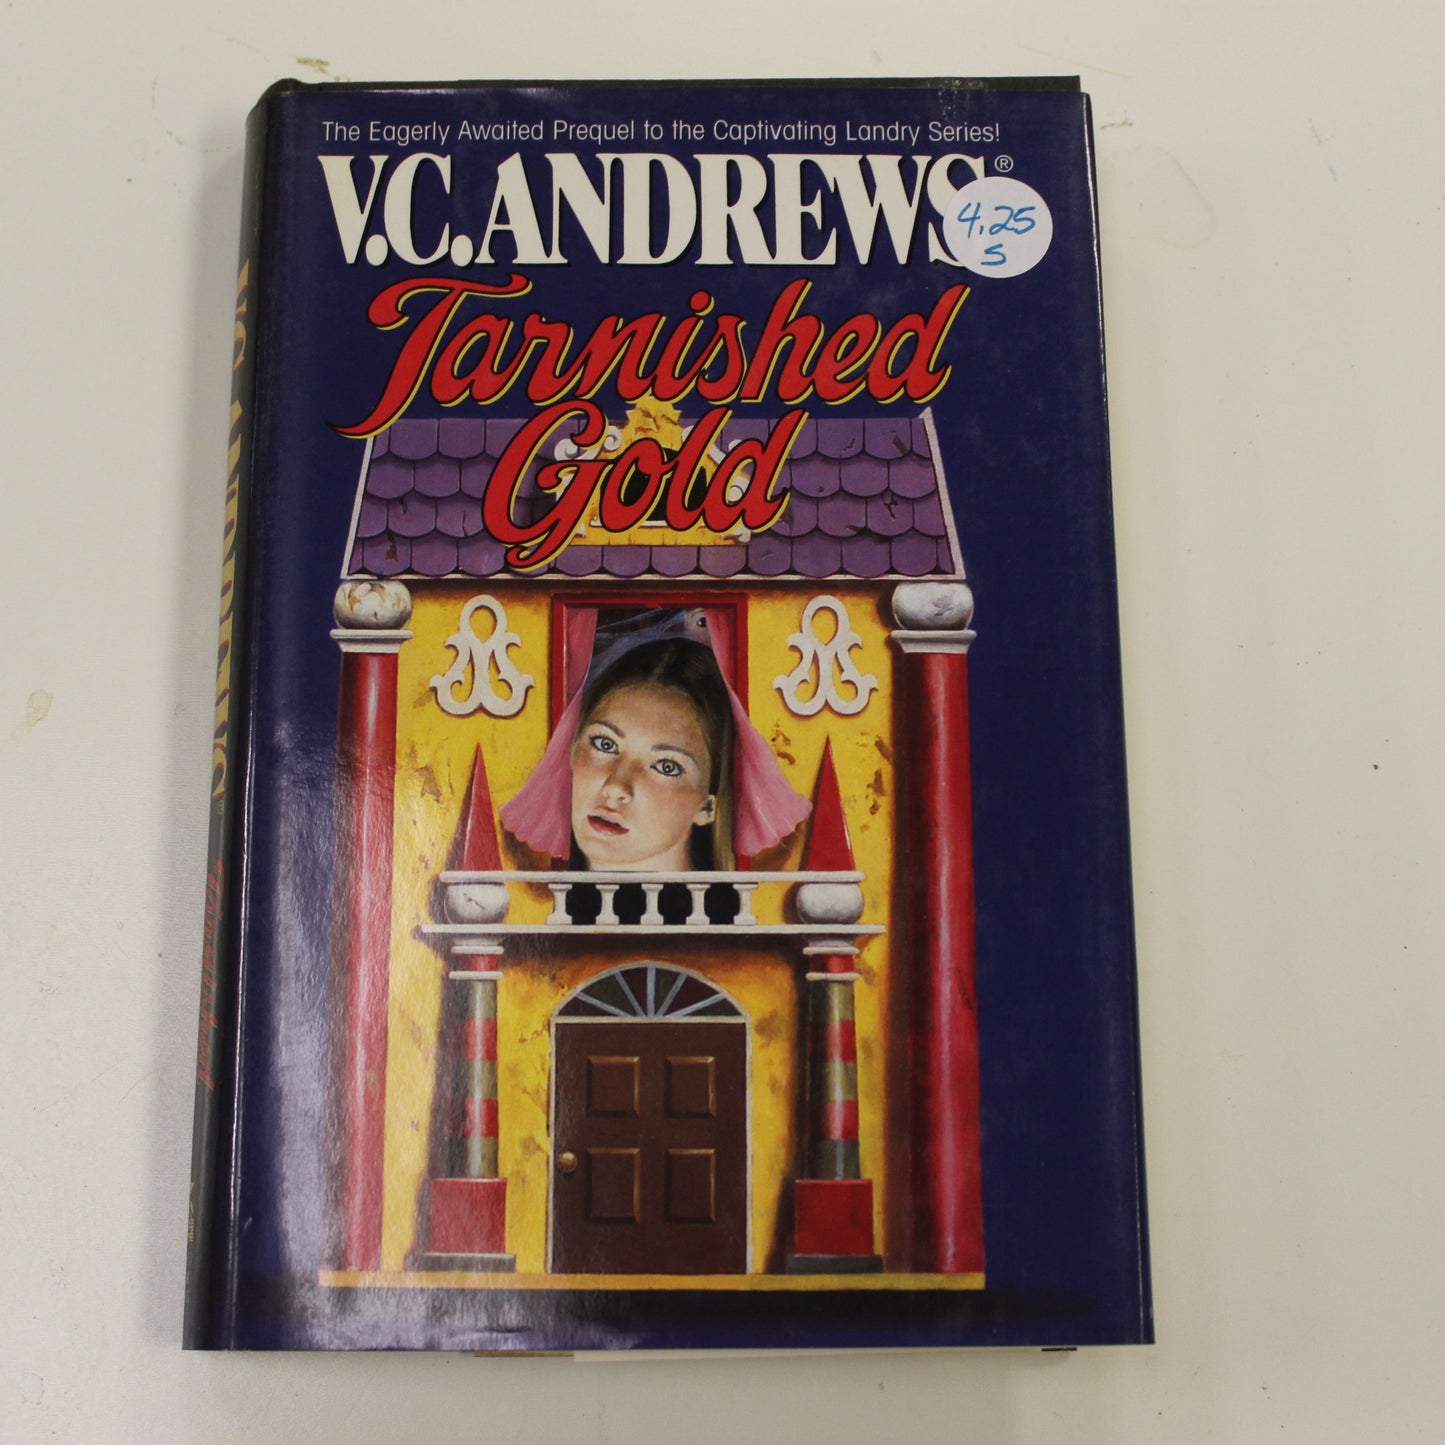 The Eagerly Awaited Prequel to the Captivating Landry Series!
V.C. ANDREWS®
4.25
S
Tarnished
Gold